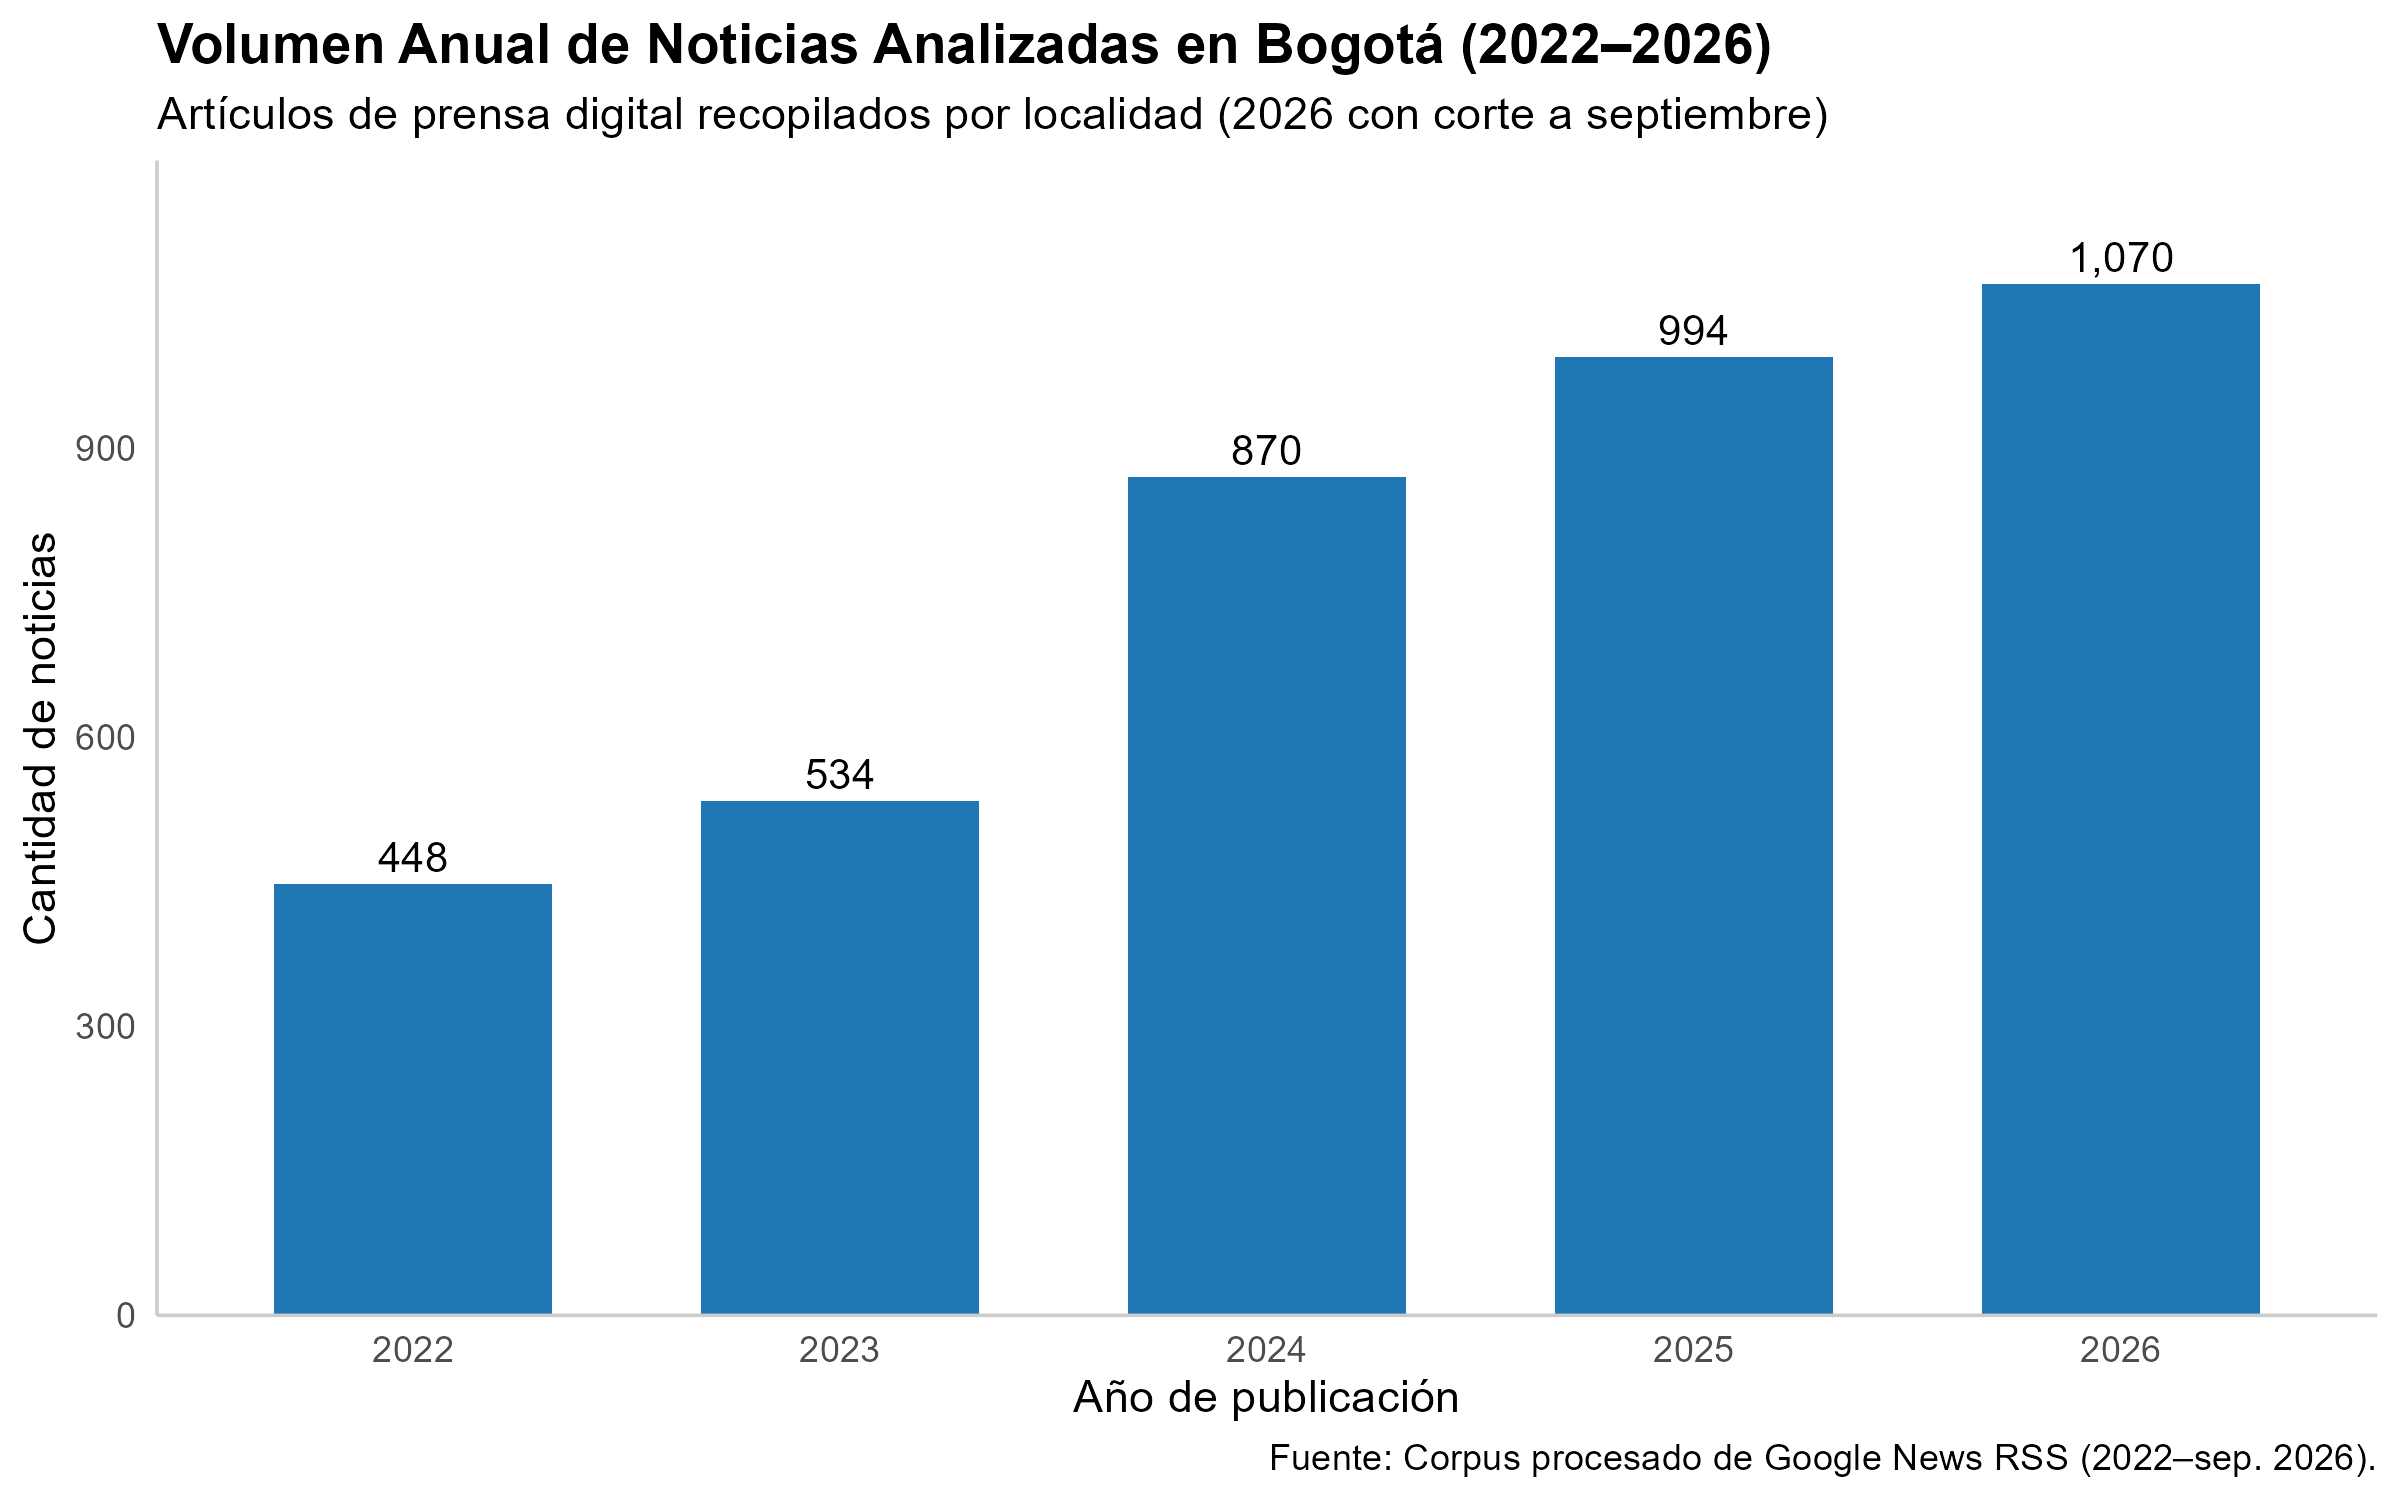 Volumen Anual de Noticias Analizadas en Bogotá (2022–2026)
Artículos de prensa digital recopilados por localidad (2026 con corte a septiembre)
Cantidad de noticias
900
600
300
0
448
534
870
994
1,070
2022
2023
2024
2025
2026
Año de publicación
Fuente: Corpus procesado de Google News RSS (2022–sep. 2026).